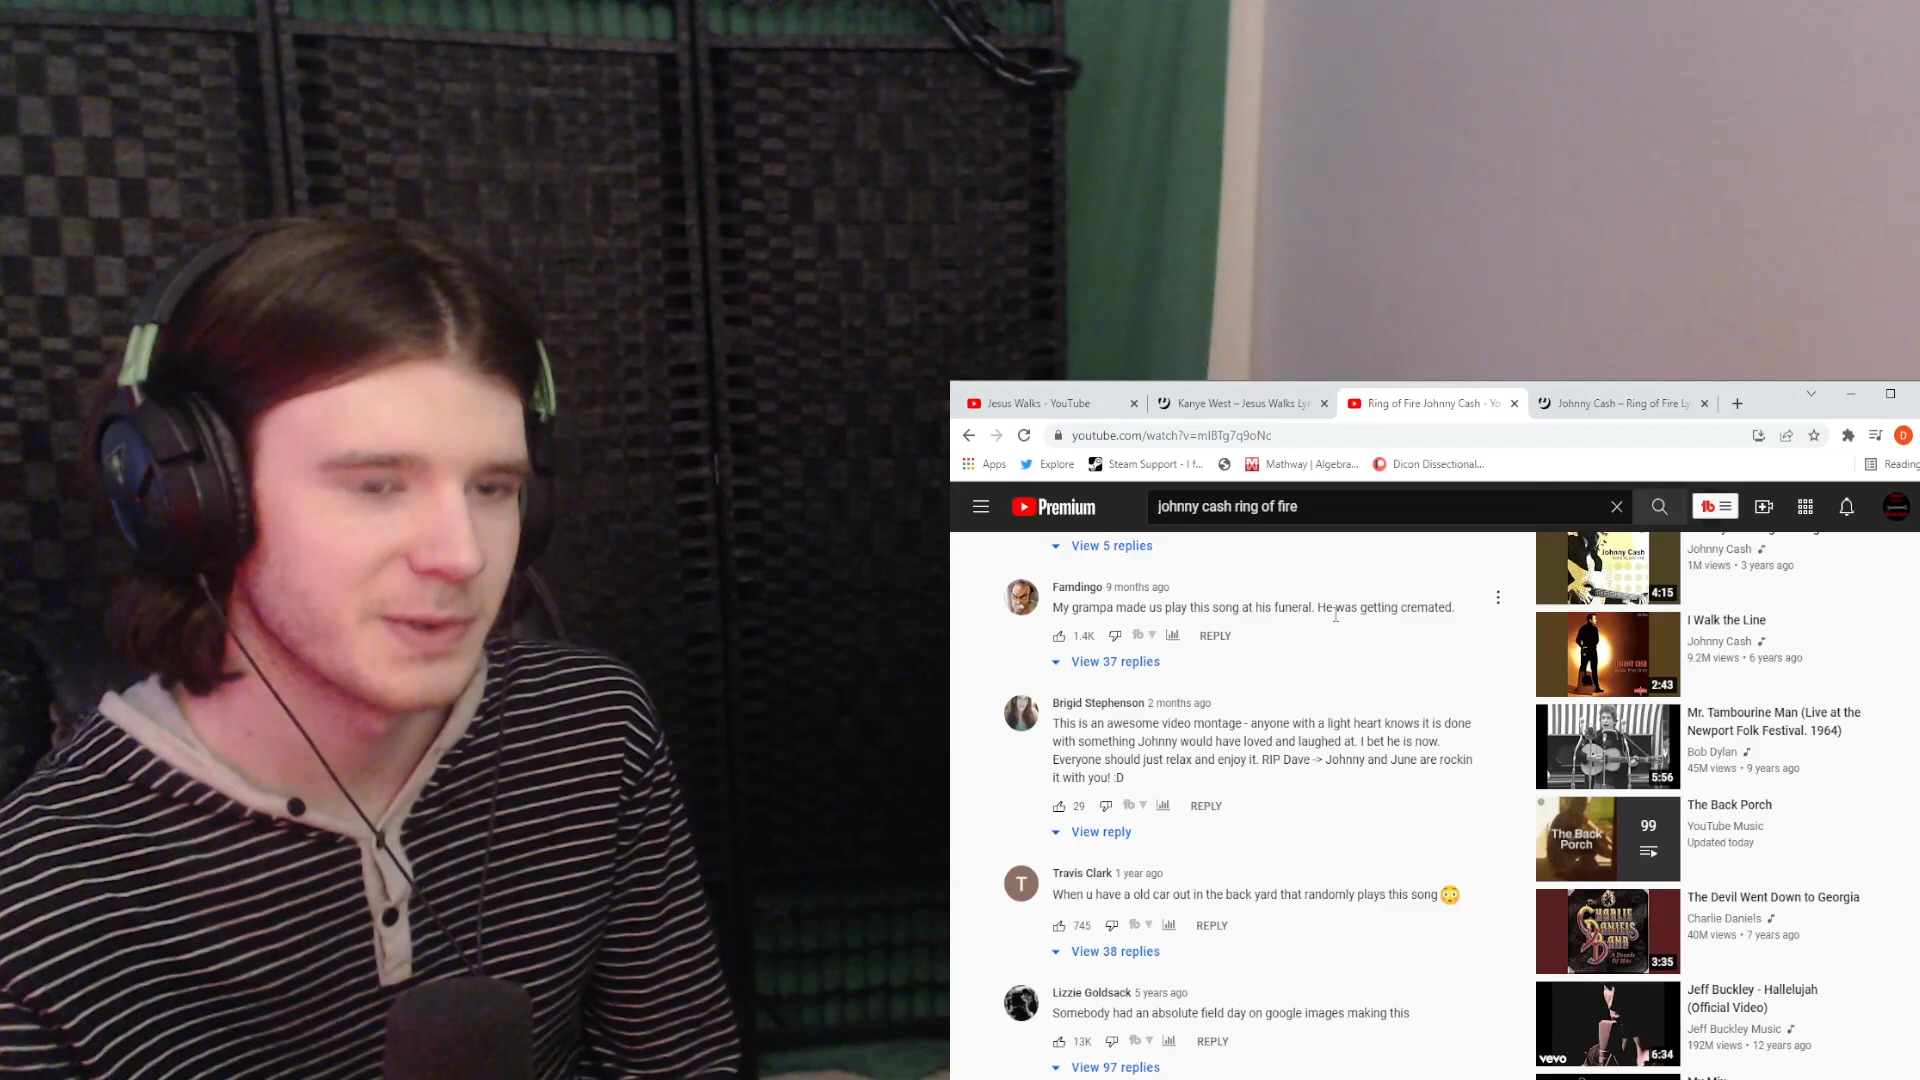 Jesus Walks - YouTube
Kanye West – Jesus Walks Lyri
Ring of Fire Johnny Cash - Yo
Johnny Cash – Ring of Fire Ly
youtube.com/watch?v=mIBTg7q9oNc
Apps
Explore
Steam Support - I f...
Mathway | Algebra...
Dicon Dissectional...
Reading
D
Premium
johnny cash ring of fire
tb
View 5 replies
Famdingo 9 months ago
My grampa made us play this song at his funeral. He was getting cremated.
1.4K
REPLY
View 37 replies
Brigid Stephenson 2 months ago
This is an awesome video montage - anyone with a light heart knows it is done
with something Johnny would have loved and laughed at. I bet he is now.
Everyone should just relax and enjoy it. RIP Dave -> Johnny and June are rockin
it with you! :D
29
REPLY
View reply
T
Travis Clark 1 year ago
When u have a old car out in the back yard that randomly plays this song
745
REPLY
View 38 replies
Lizzie Goldsack 5 years ago
Somebody had an absolute field day on google images making this
13K
REPLY
View 97 replies
Johnny Cash
4:15
Johnny Cash
1M views • 3 years ago
2:43
I Walk the Line
Johnny Cash
9.2M views • 6 years ago
5:56
Mr. Tambourine Man (Live at the
Newport Folk Festival. 1964)
Bob Dylan
45M views • 9 years ago
The Back
Porch
99
The Back Porch
YouTube Music
Updated today
Charlie
Daniels
Band
3:35
The Devil Went Down to Georgia
Charlie Daniels
40M views • 7 years ago
vevo
6:34
Jeff Buckley - Hallelujah
(Official Video)
Jeff Buckley Music
192M views • 12 years ago